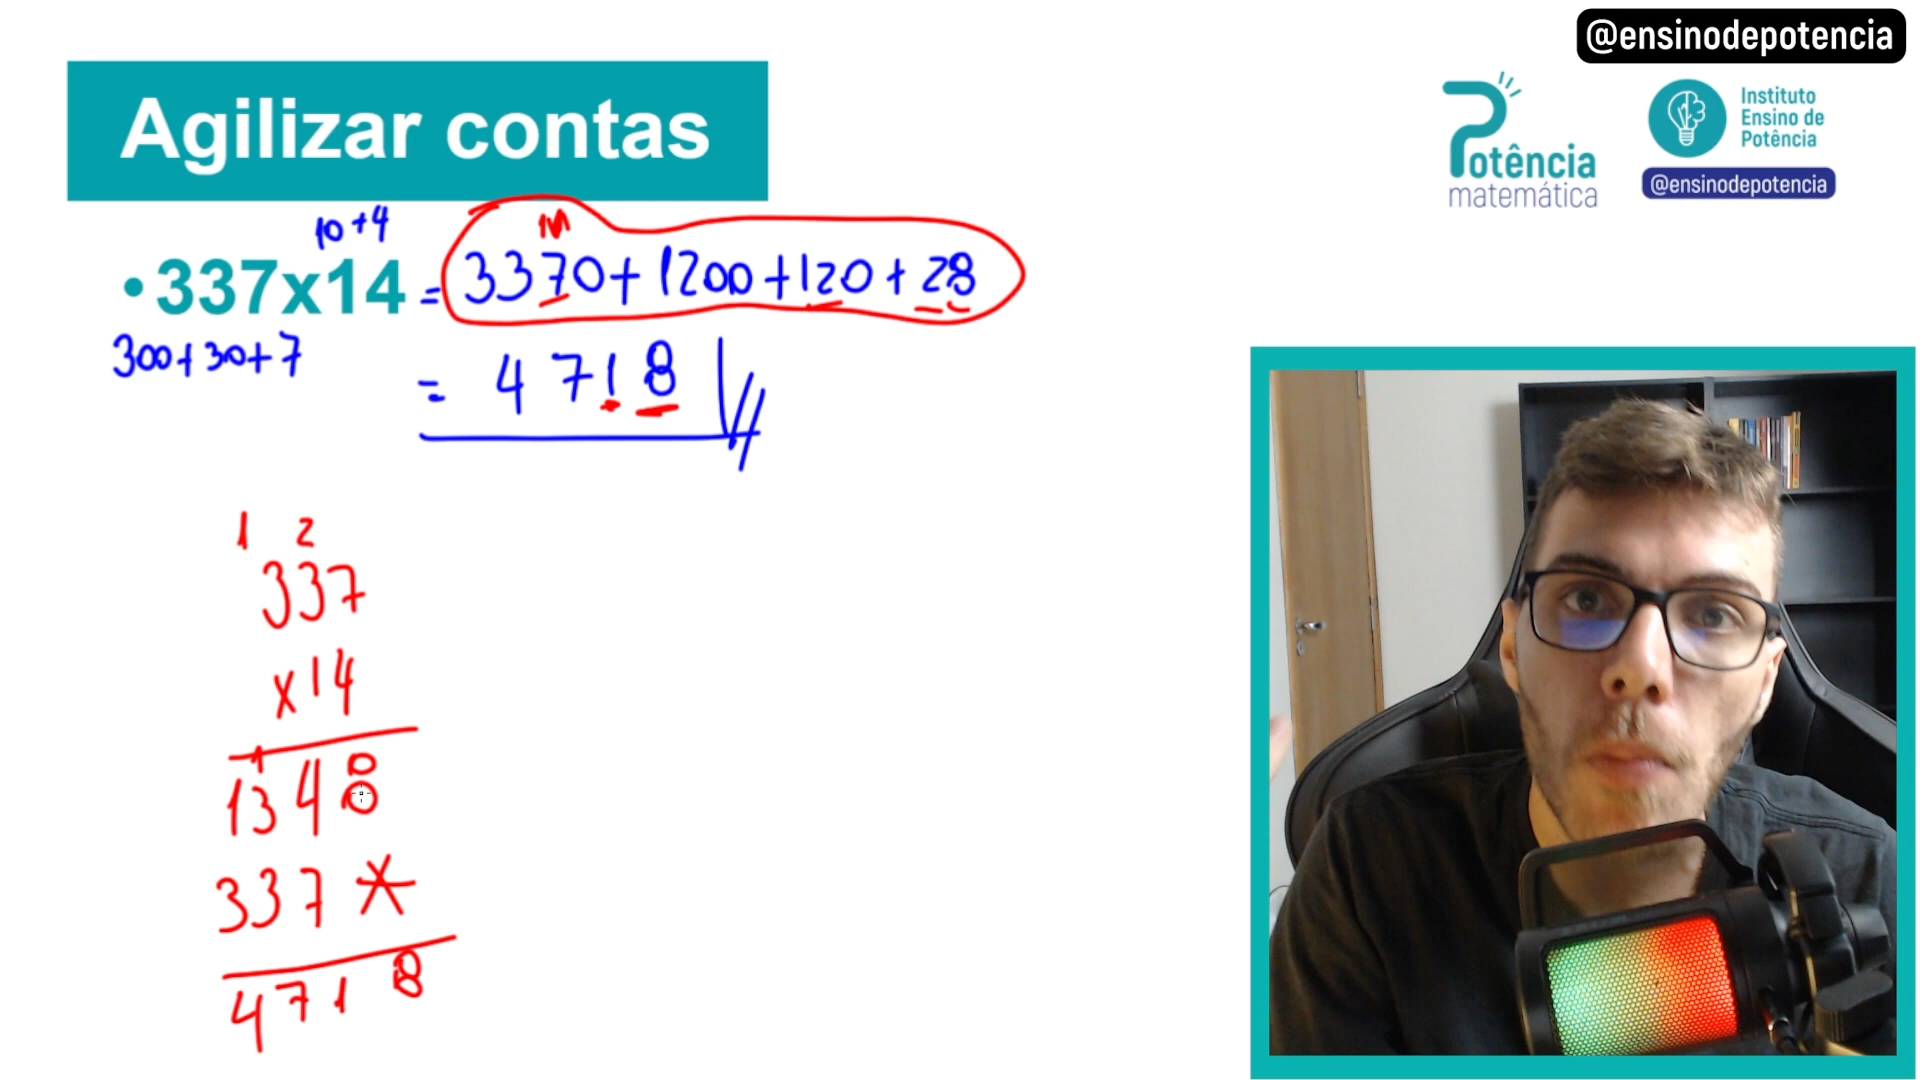 @ensinodepotencia
Agilizar contas
Potência
matemática
Instituto
Ensino de
Potência
@ensinodepotencia
10+4
•337x14 = 3370+1200+120+28
300+30+7
= 4718
1 2
337
x14
1
1348
337*
4718